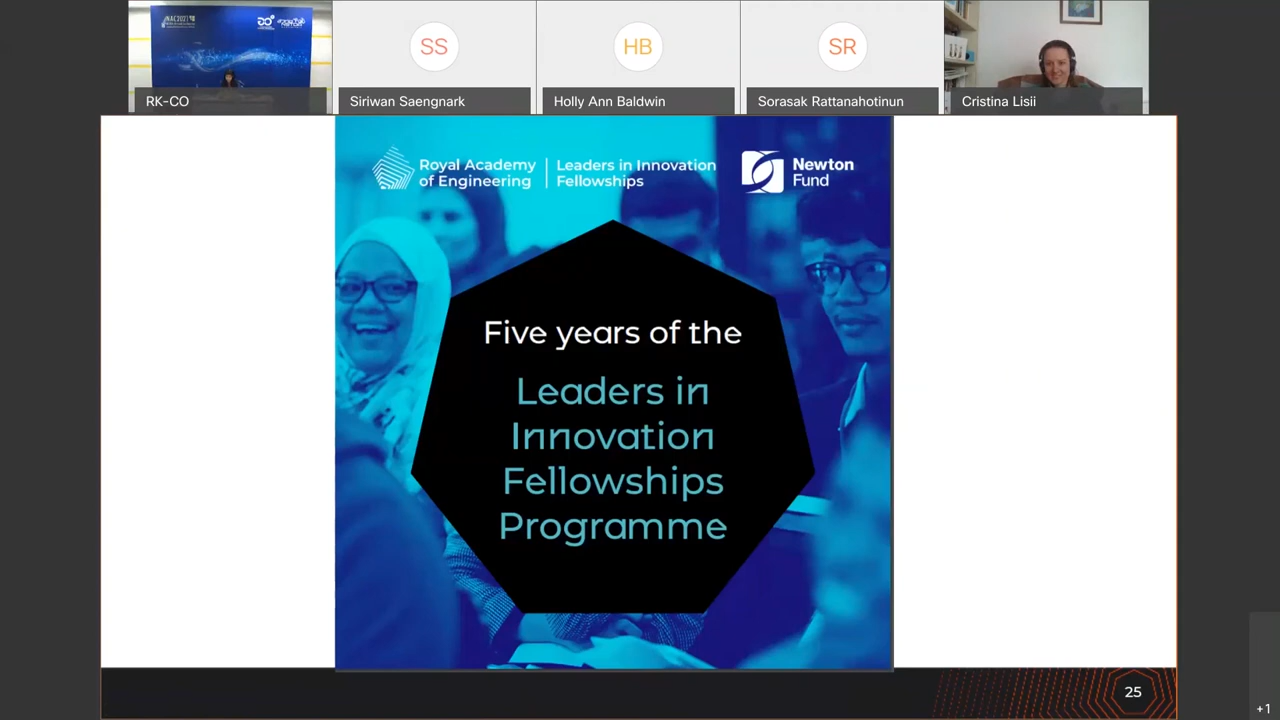 NAC2021
RK-CO
SS
Siriwan Saengnark
HB
Holly Ann Baldwin
SR
Sorasak Rattanahotinun
Cristina Lisii
Royal Academy
of Engineering
Leaders in Innovation
Fellowships
Newton
Fund
Five years of the
Leaders in
Innovation
Fellowships
Programme
25
+1